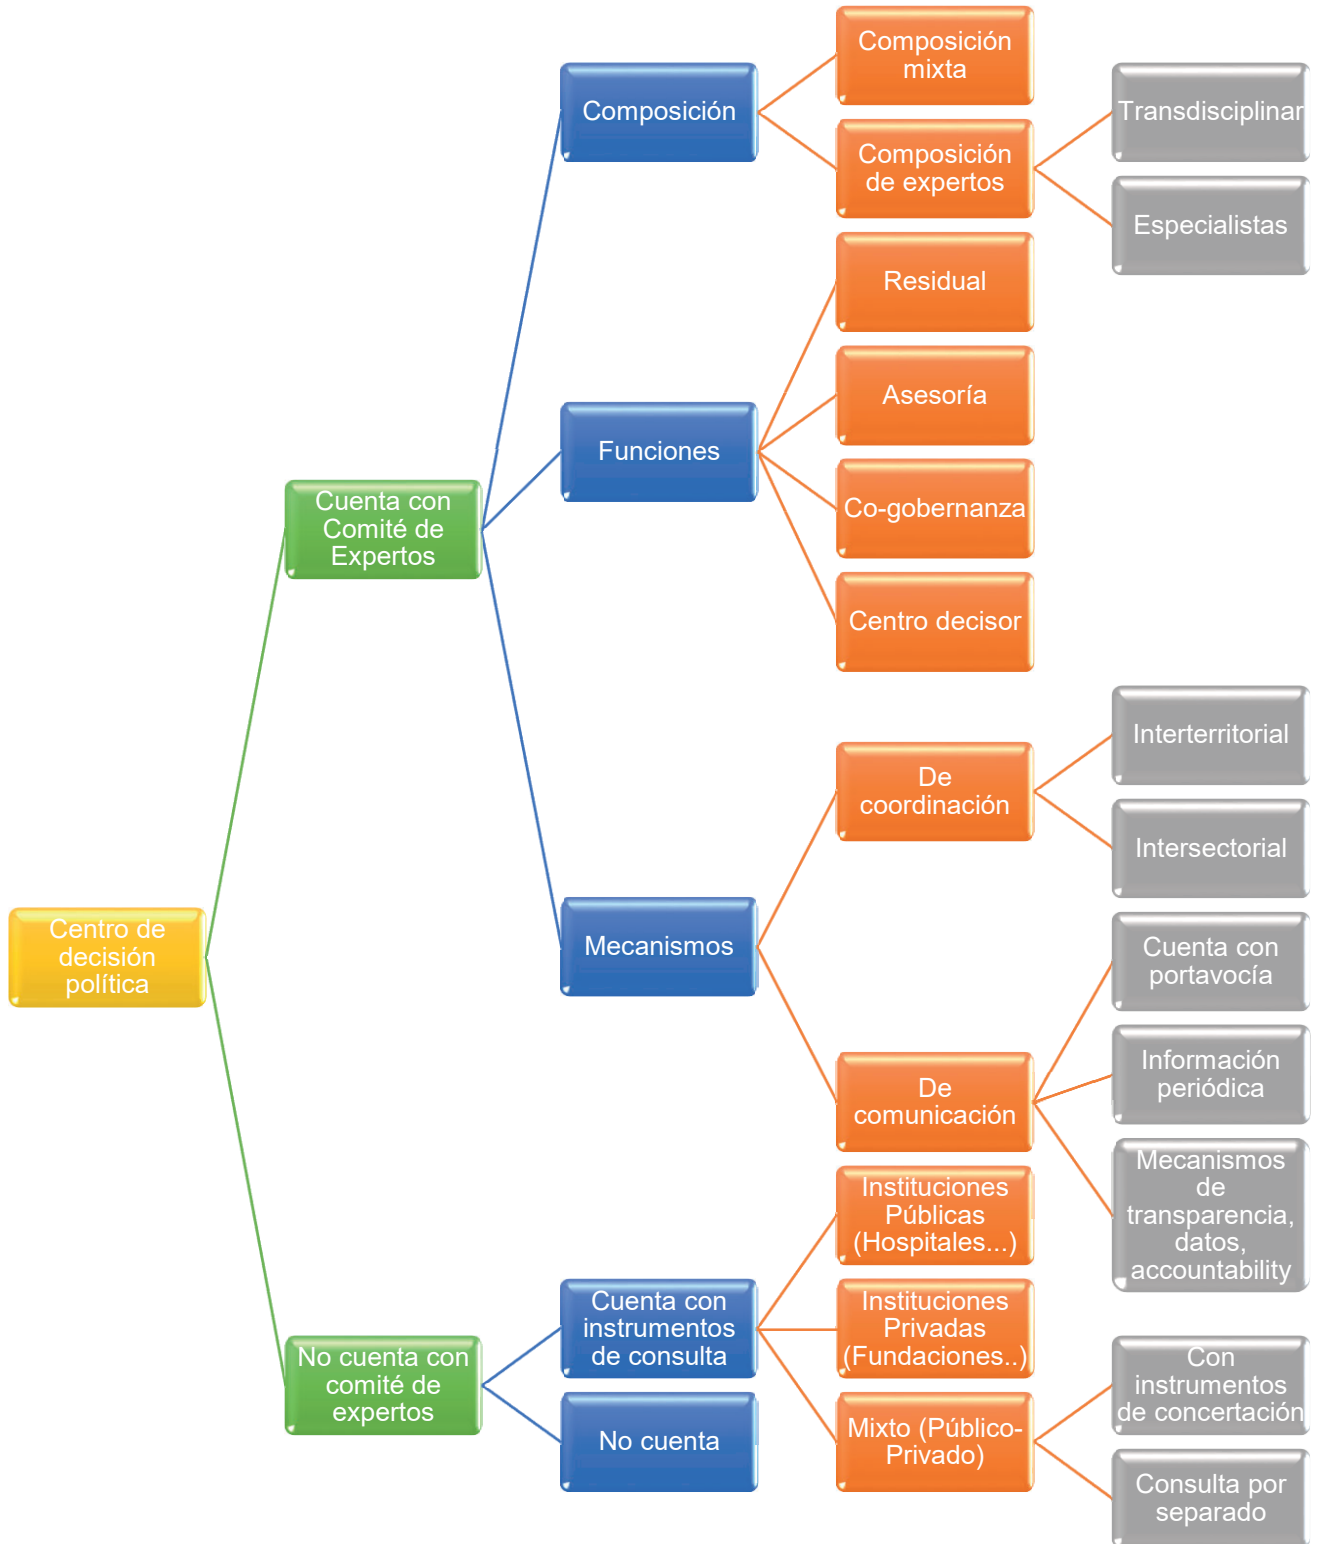 Centro de
decisión
política
Cuenta con
Comité de
Expertos
Composición
Composición
mixta
Composición
de expertos
Transdisciplinar
Especialistas
Funciones
Residual
Asesoría
Co-gobernanza
Centro decisor
Mecanismos
De
coordinación
Interterritorial
Intersectorial
De
comunicación
Cuenta con
portavocía
Información
periódica
Mecanismos
de
transparencia,
datos,
accountability
No cuenta con
comité de
expertos
Cuenta con
instrumentos
de consulta
Instituciones
Públicas
(Hospitales...)
Instituciones
Privadas
(Fundaciones..)
Mixto (Público-
Privado)
Con
instrumentos
de concertación
Consulta por
separado
No cuenta